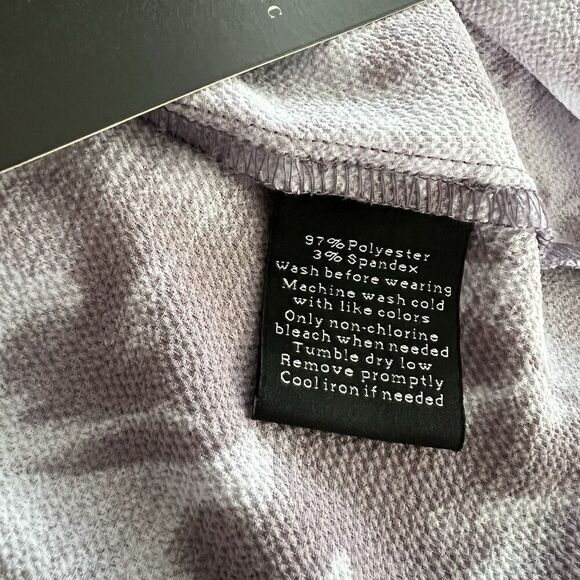 C
97% Polyester
3% Spandex
Wash before wearing
Machine wash cold
with like colors
Only non-chlorine
bleach when needed
Tumble dry low
Remove promptly
Cool iron if needed